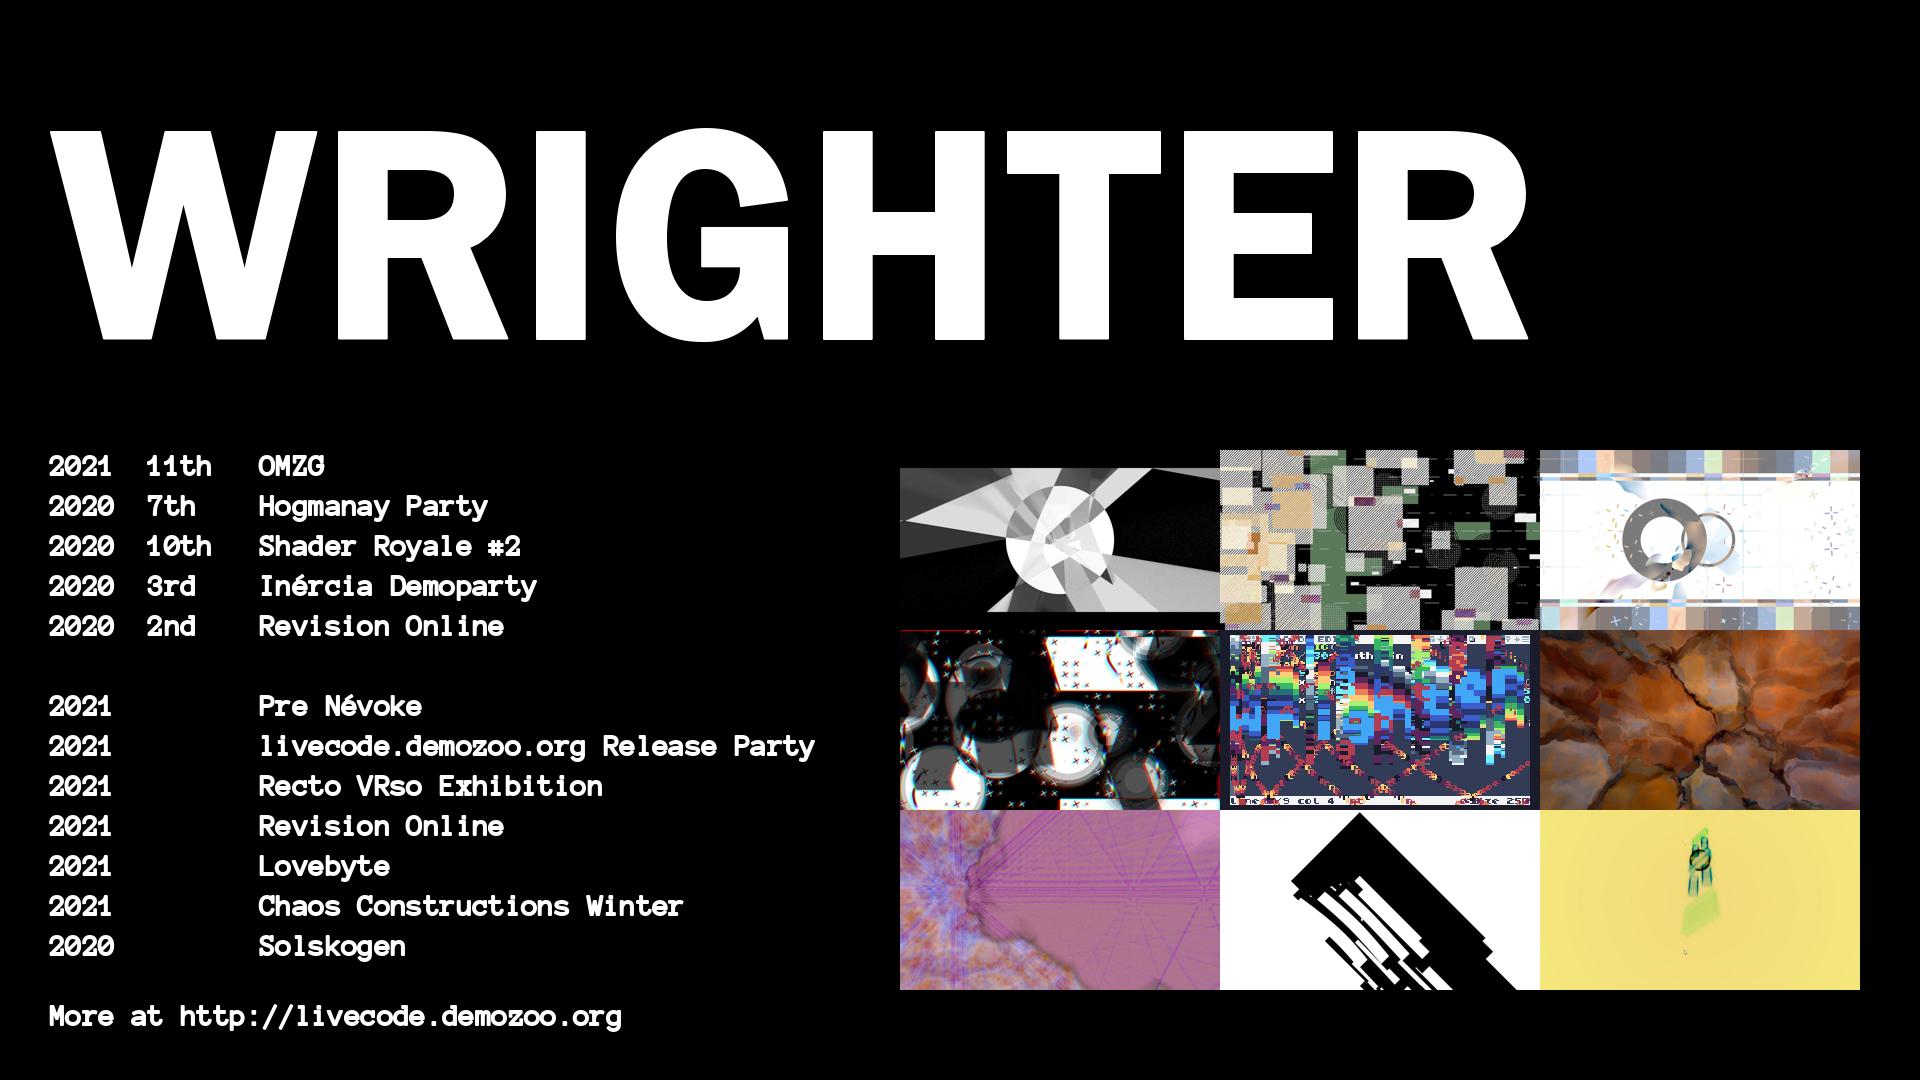 WRIGHTER
2021 11th OMZG
2020 7th Hogmanay Party
2020 10th Shader Royale #2
2020 3rd Inércia Demoparty
2020 2nd Revision Online
2021 Pre Névoke
2021 livecode.demozoo.org Release Party
2021 Recto VRso Exhibition
2021 Revision Online
2021 Lovebyte
2021 Chaos Constructions Winter
2020 Solskogen
More at http://livecode.demozoo.org